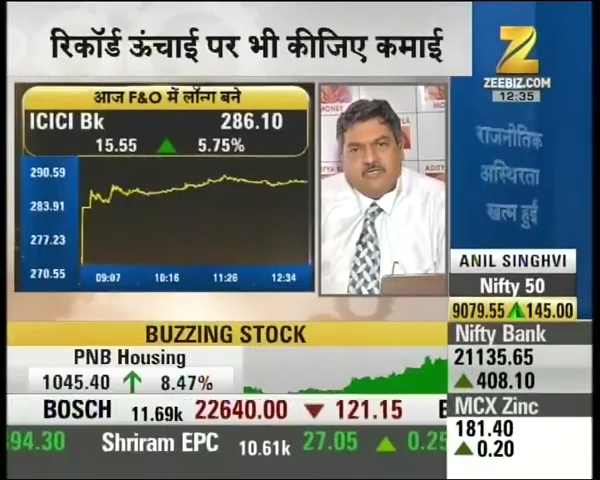 रिकॉर्ड ऊंचाई पर भी कीजिए कमाई
Z
ZEEBIZ.COM
12:35
आज F&O में लॉन्ग बने
ICICI Bk 286.10
15.55 5.75%
290.59
283.91
277.23
270.55
09:07 10:16 11:26 12:34
MONEY
राजनीतिक
अस्थिरता
खत्म हुई
ANIL SINGHVI
Nifty 50
9079.55 145.00
Nifty Bank
21135.65
408.10
MCX Zinc
181.40
0.20
BUZZING STOCK
PNB Housing
1045.40 8.47%
BOSCH 11.69k 22640.00 121.15
394.30 Shriram EPC 10.61k 27.05 0.25